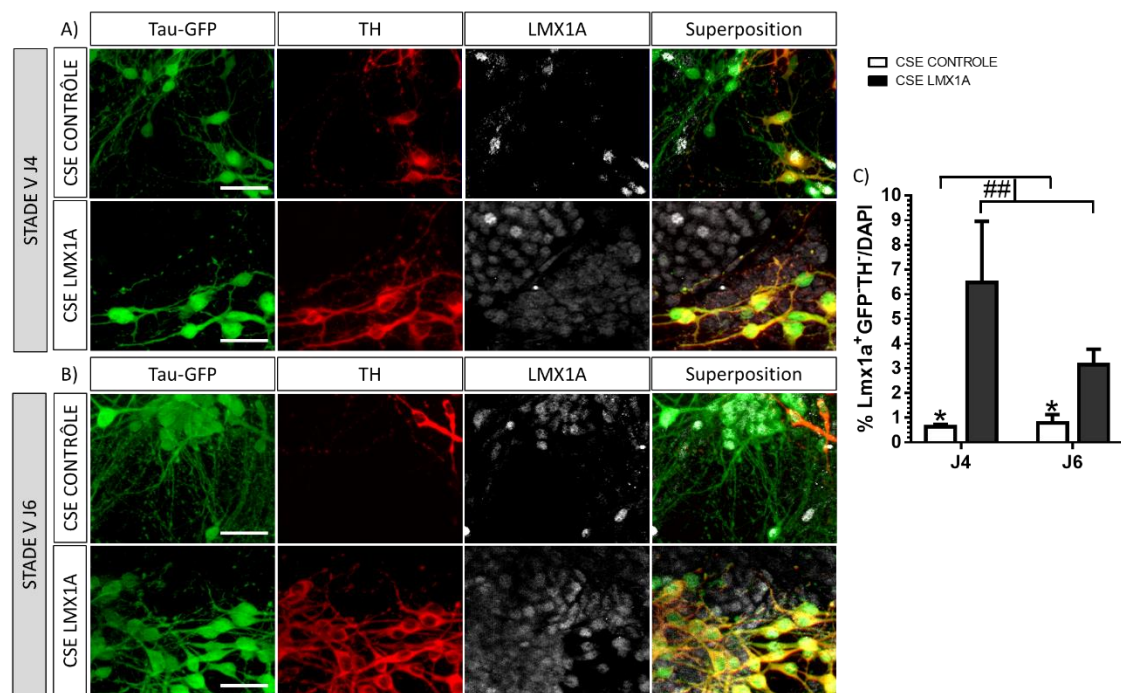 A)
Tau-GFP
TH
LMX1A
Superposition
STADE V J4
CSE CONTRÔLE
CSE LMX1A
B)
Tau-GFP
TH
LMX1A
Superposition
STADE V J6
CSE CONTRÔLE
CSE LMX1A
CSE CONTROLE
CSE LMX1A
C)
% Lmx1a⁺GFP⁻TH⁻/DAPI
10
9
8
7
6
5
4
3
2
1
0
##
*
*
J4
J6